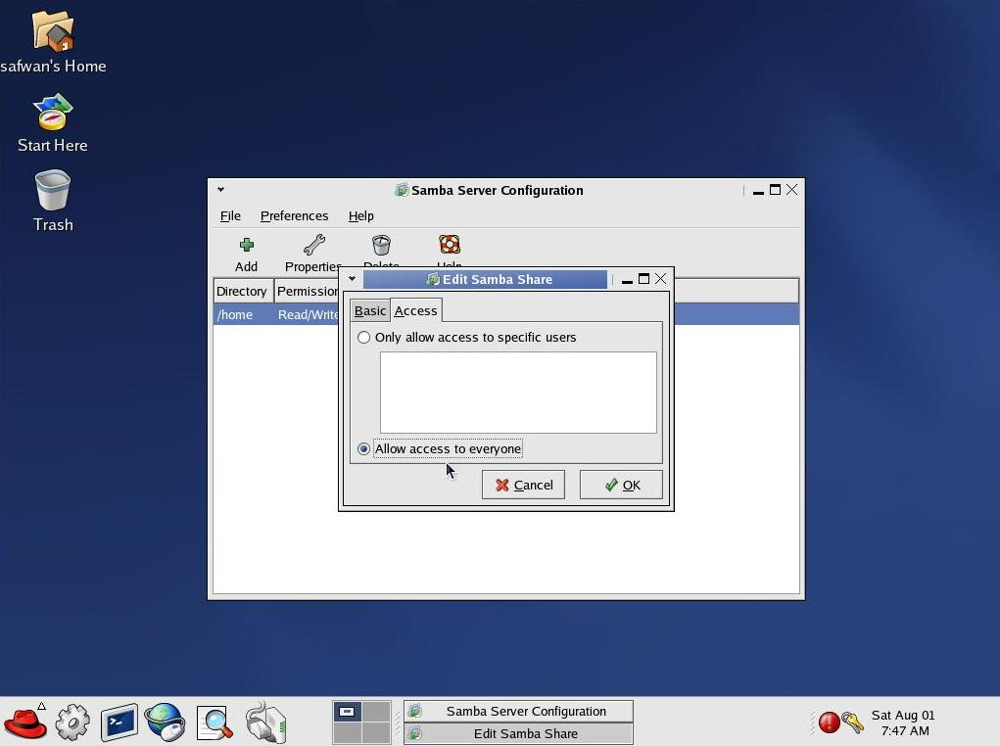 safwan's Home
Start Here
Trash
Samba Server Configuration
File Preferences Help
Add Properties Delete Help
Directory Permission
/home Read/Write
Edit Samba Share
Basic Access
Only allow access to specific users
Allow access to everyone
Cancel OK
Samba Server Configuration
Edit Samba Share
Sat Aug 01
7:47 AM